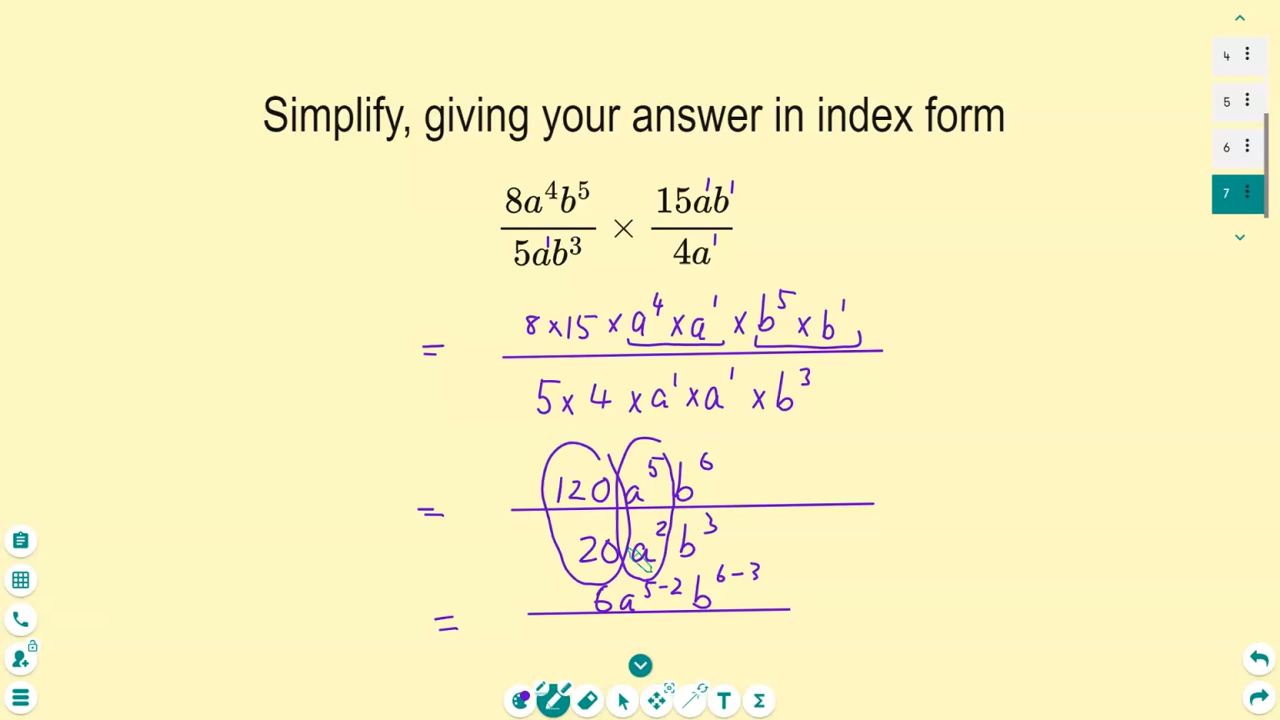 Simplify, giving your answer in index form
8a⁴b⁵ / 5a¹b³ × 15a¹b¹ / 4a¹
= 8×15×a⁴×a¹×b⁵×b¹ / 5×4×a¹×a¹×b³
= 120a⁵b⁶ / 20a²b³
= 6a⁵⁻²b⁶⁻³
4
5
6
7
T
Σ